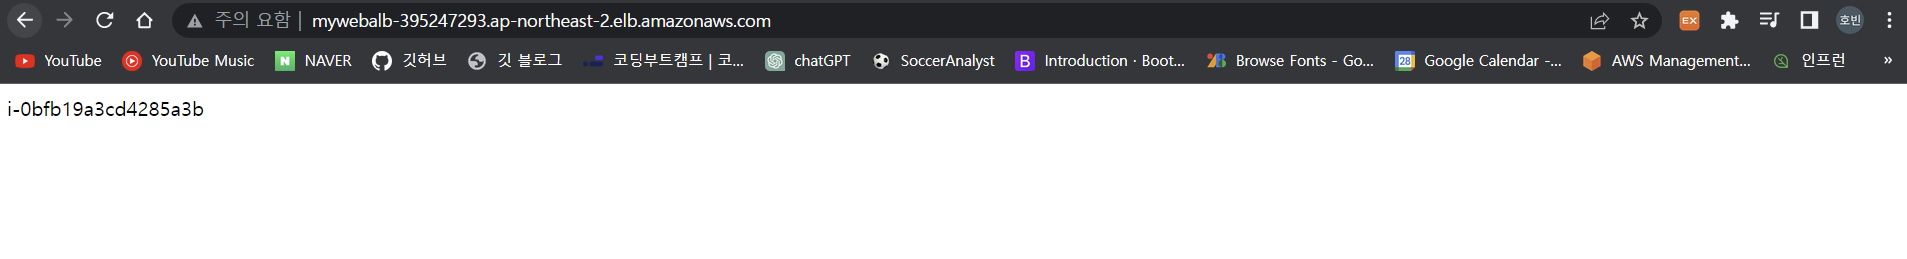 주의 요함 | mywebalb-395247293.ap-northeast-2.elb.amazonaws.com EX 호빈
YouTube YouTube Music N NAVER 깃허브 깃 블로그 코딩부트캠프 | 코... chatGPT SoccerAnalyst B Introduction · Boot... Browse Fonts - Go... 28 Google Calendar -... AWS Management... 인프런 »
i-0bfb19a3cd4285a3b